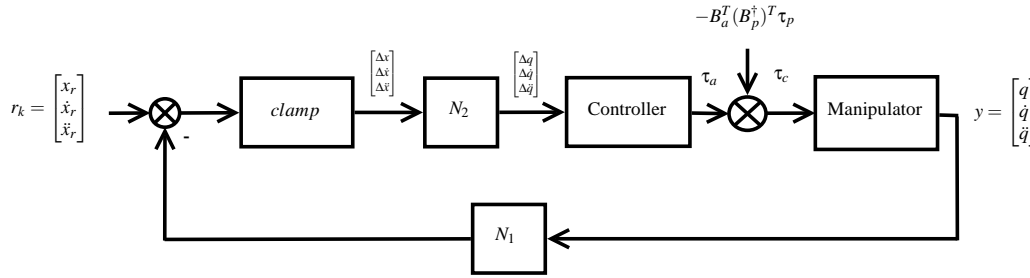 −B_a^T(B_p^†)^T τ_p
r_k = [x_r
ẋ_r
ẍ_r]
-
clamp
[Δx
Δẋ
Δẍ]
N_2
[Δq
Δq̇
Δq̈]
Controller
τ_a
τ_c
Manipulator
y = [q
q̇
q̈
N_1